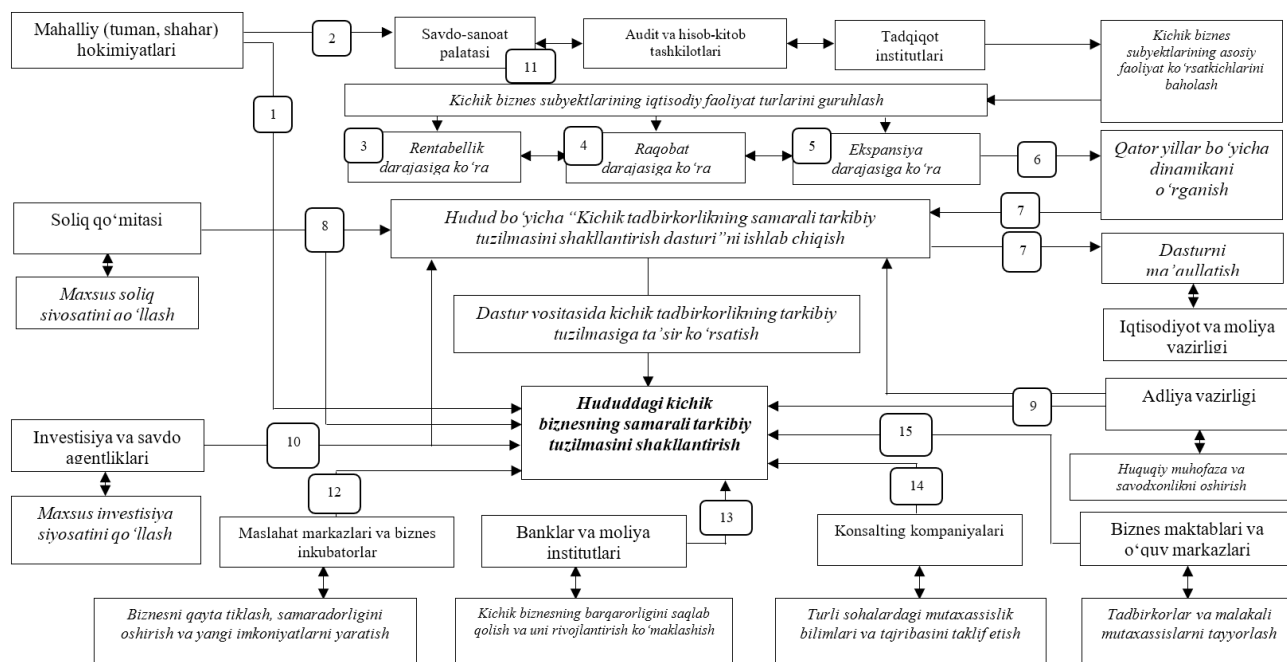 Mahalliy (tuman, shahar)
hokimiyatlari
2
Savdo-sanoat
palatasi
11
Audit va hisob-kitob
tashkilotlari
Tadqiqot
institutlari
Kichik biznes
subyektlarining asosiy
faoliyat ko‘rsatkichlarini
baholash
1
Kichik biznes subyektlarining iqtisodiy faoliyat turlarini guruhlash
3
Rentabellik
darajasiga ko‘ra
4
Raqobat
darajasiga ko‘ra
5
Ekspansiya
darajasiga ko‘ra
6
Qator yillar bo‘yicha
dinamikani
o‘rganish
Soliq qo‘mitasi
8
Hudud bo‘yicha “Kichik tadbirkorlikning samarali tarkibiy
tuzilmasini shakllantirish dasturi”ni ishlab chiqish
7
7
Dasturni
ma’aullatish
Maxsus soliq
sivosatini ao‘llash
Dastur vositasida kichik tadbirkorlikning tarkibiy
tuzilmasiga ta’sir ko‘rsatish
Iqtisodiyot va moliya
vazirligi
Hududdagi kichik
biznesning samarali tarkibiy
tuzilmasini shakllantirish
9
Adliya vazirligi
Investisiya va savdo
agentliklari
10
15
Huquqiy muhofaza va
savodxonlikni oshirish
Maxsus investisiya
siyosatini qo‘llash
12
13
14
Maslahat markazlari va biznes
inkubatorlar
Banklar va moliya
institutlari
Konsalting kompaniyalari
Biznes maktablari va
o‘quv markazlari
Biznesni qayta tiklash, samaradorligini
oshirish va yangi imkoniyatlarni yaratish
Kichik biznesning barqarorligini saqlab
qolish va uni rivojlantirish ko‘maklashish
Turli sohalardagi mutaxassislik
bilimlari va tajribasini taklif etish
Tadbirkorlar va malakali
mutaxassislarni tayyorlash